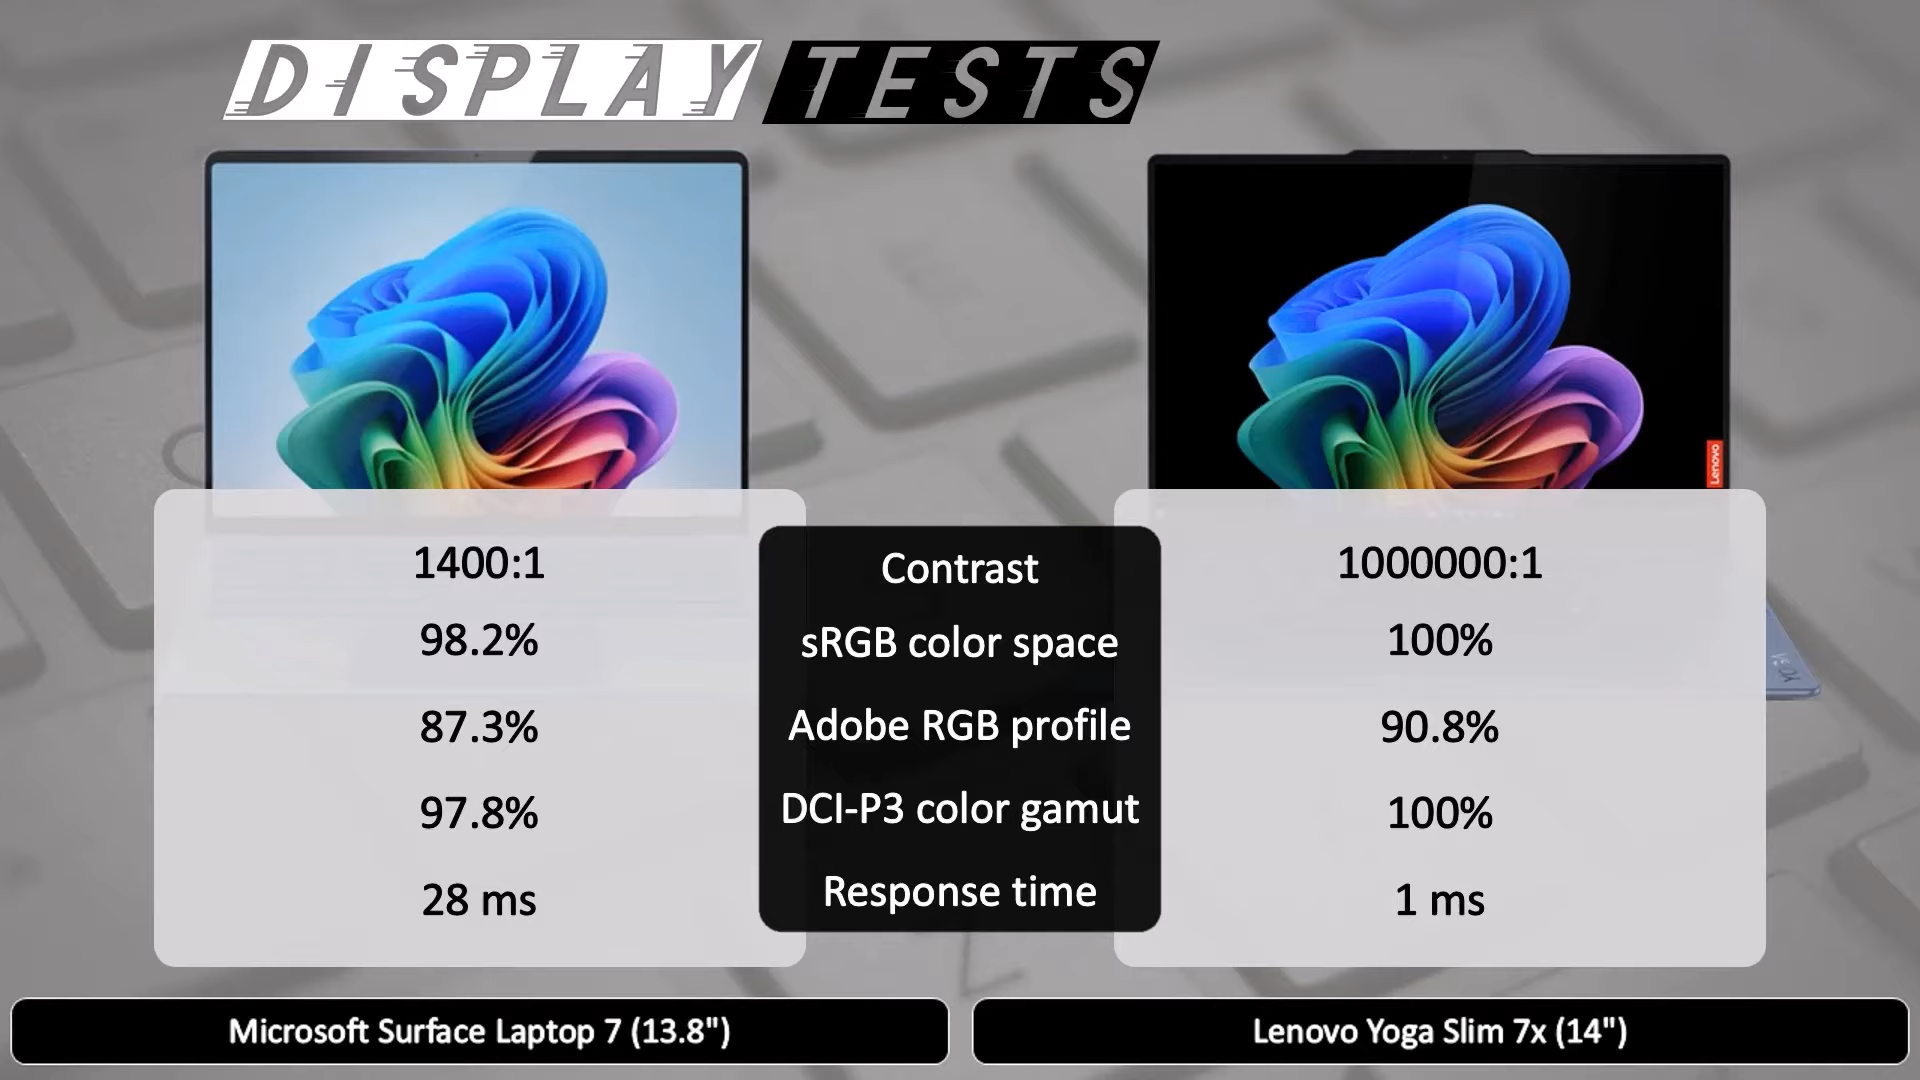 DISPLAY TESTS
Lenovo
1400:1 Contrast 1000000:1
98.2% sRGB color space 100%
87.3% Adobe RGB profile 90.8%
97.8% DCI-P3 color gamut 100%
28 ms Response time 1 ms
YOGA
Microsoft Surface Laptop 7 (13.8") Lenovo Yoga Slim 7x (14")